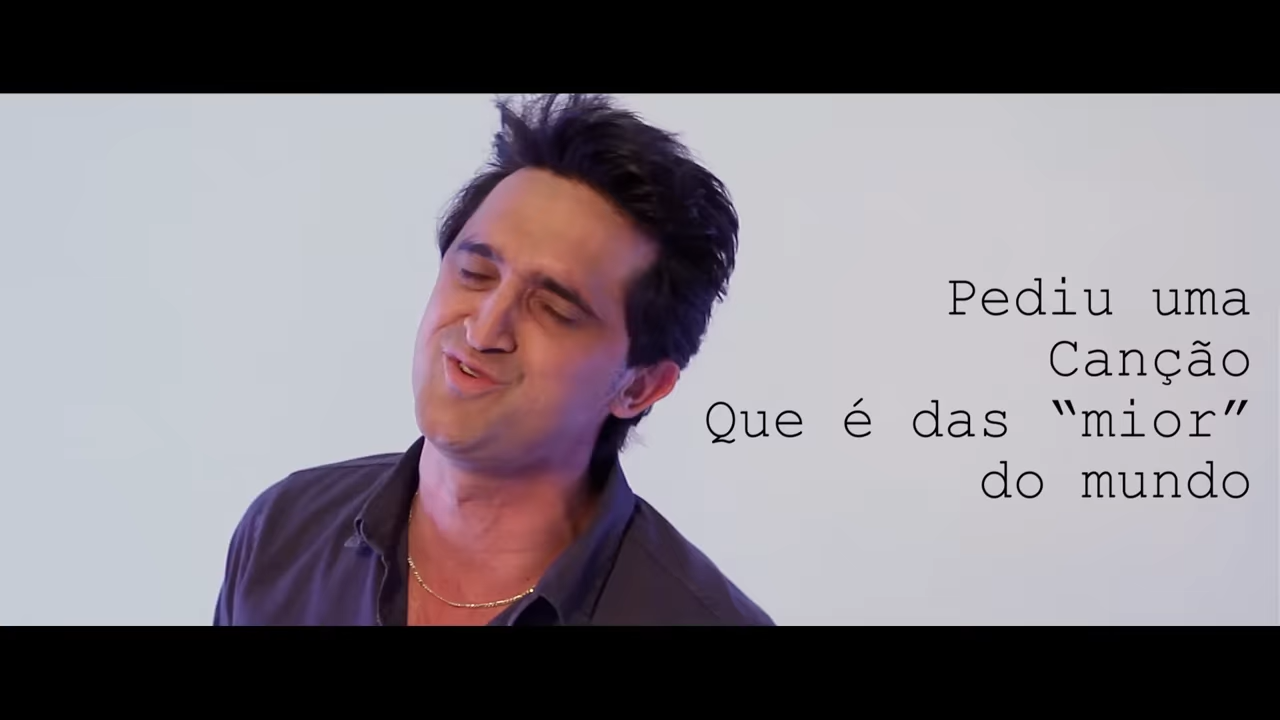 Pediu uma
Canção
Que é das “mior”
do mundo